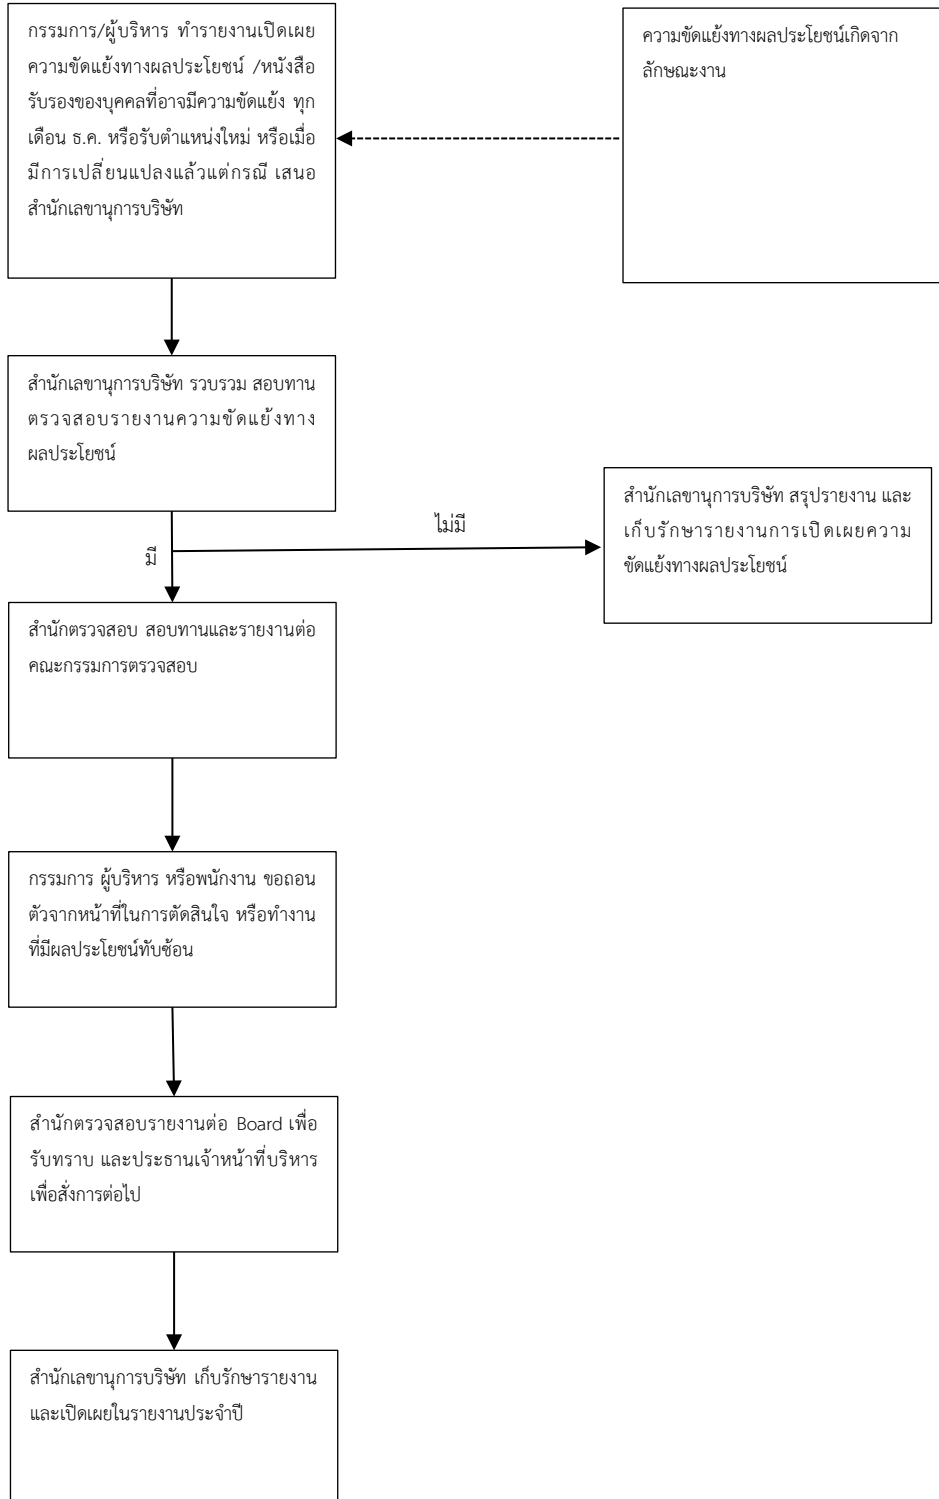 กรรมการ/ผู้บริหาร ทำรายงานเปิดเผย
ความขัดแย้งทางผลประโยชน์ /หนังสือ
รับรองของบุคคลที่อาจมีความขัดแย้ง ทุก
เดือน ธ.ค. หรือรับตำแหน่งใหม่ หรือเมื่อ
มีการเปลี่ยนแปลงแล้วแต่กรณี เสนอ
สำนักเลขานุการบริษัท
ความขัดแย้งทางผลประโยชน์เกิดจาก
ลักษณะงาน
สำนักเลขานุการบริษัท รวบรวม สอบทาน
ตรวจสอบรายงานความขัดแย้งทาง
ผลประโยชน์
มี
ไม่มี
สำนักเลขานุการบริษัท สรุปรายงาน และ
เก็บรักษารายงานการเปิดเผยความ
ขัดแย้งทางผลประโยชน์
สำนักตรวจสอบ สอบทานและรายงานต่อ
คณะกรรมการตรวจสอบ
กรรมการ ผู้บริหาร หรือพนักงาน ขอถอน
ตัวจากหน้าที่ในการตัดสินใจ หรือทำงาน
ที่มีผลประโยชน์ทับซ้อน
สำนักตรวจสอบรายงานต่อ Board เพื่อ
รับทราบ และประธานเจ้าหน้าที่บริหาร
เพื่อสั่งการต่อไป
สำนักเลขานุการบริษัท เก็บรักษารายงาน
และเปิดเผยในรายงานประจำปี